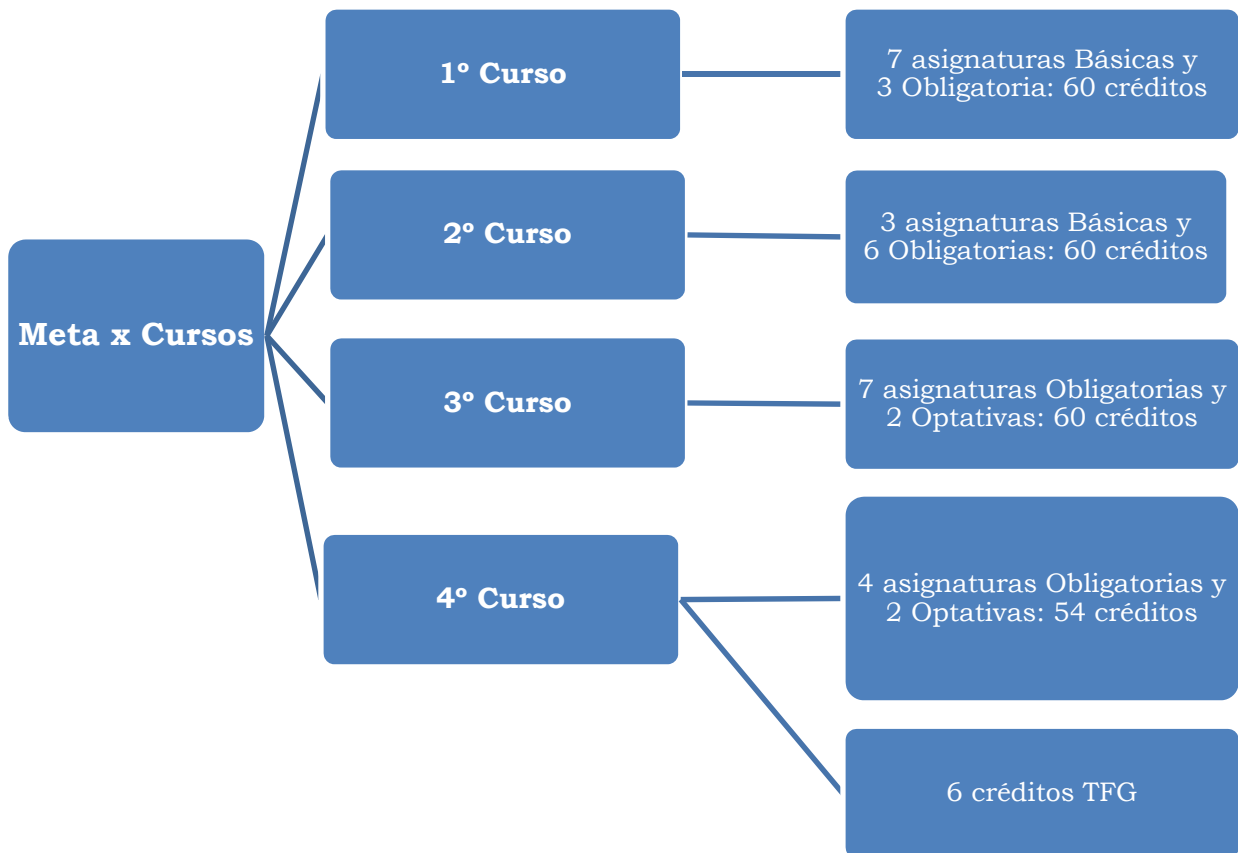 Meta x Cursos
1º Curso
7 asignaturas Básicas y
3 Obligatoria: 60 créditos
2º Curso
3 asignaturas Básicas y
6 Obligatorias: 60 créditos
3º Curso
7 asignaturas Obligatorias y
2 Optativas: 60 créditos
4º Curso
4 asignaturas Obligatorias y
2 Optativas: 54 créditos
6 créditos TFG